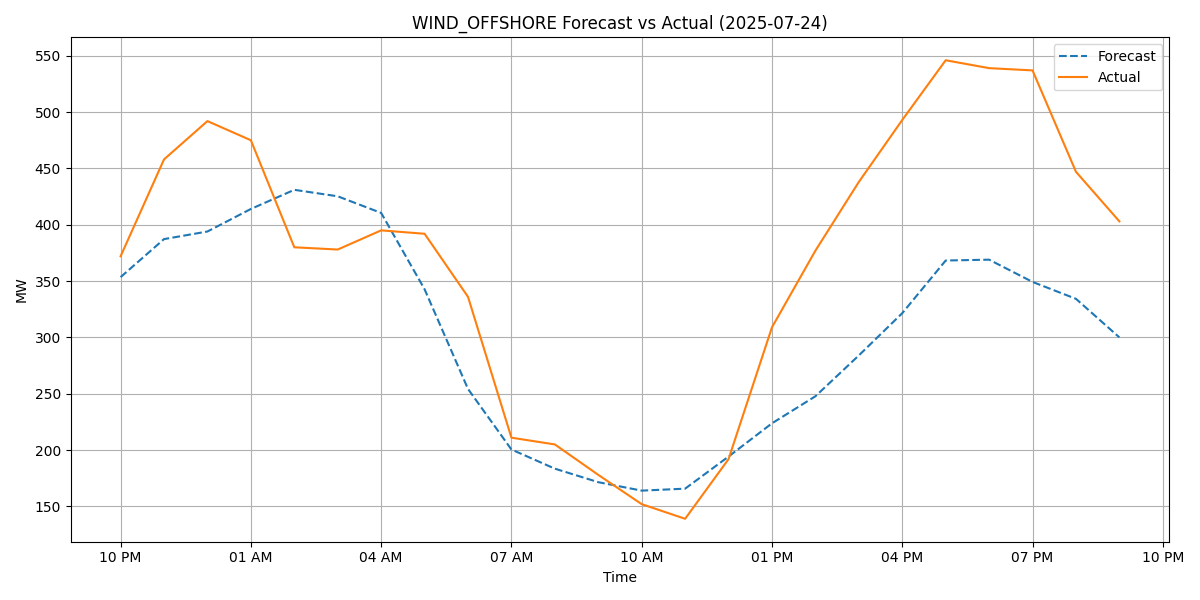 WIND_OFFSHORE Forecast vs Actual (2025-07-24)
Forecast
Actual
MW
550
500
450
400
350
300
250
200
150
10 PM 01 AM 04 AM 07 AM 10 AM 01 PM 04 PM 07 PM 10 PM
Time